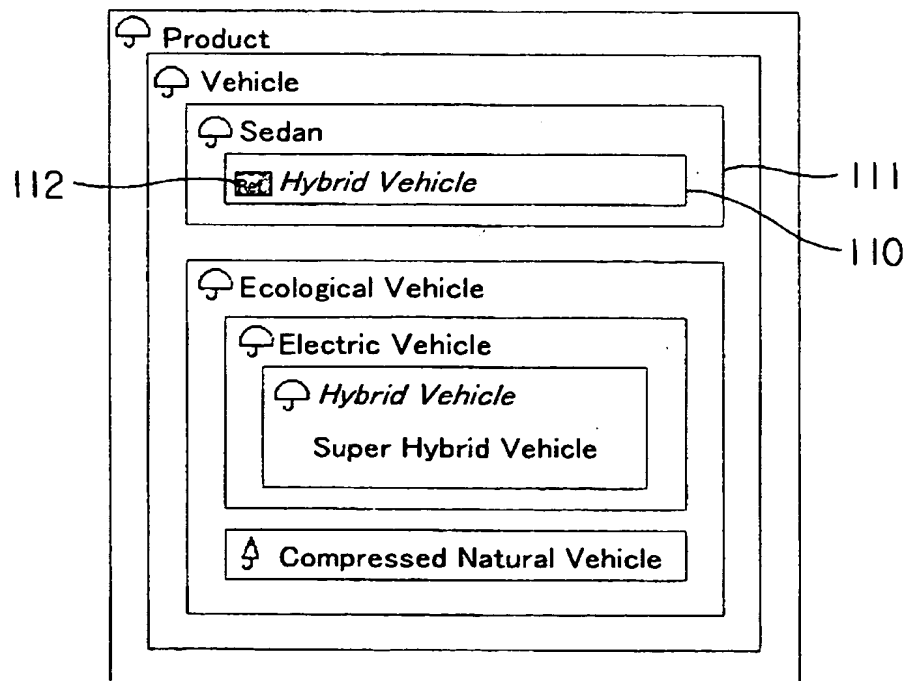 Product
Vehicle
Sedan
112 Ref Hybrid Vehicle 111
110
Ecological Vehicle
Electric Vehicle
Hybrid Vehicle
Super Hybrid Vehicle
Compressed Natural Vehicle